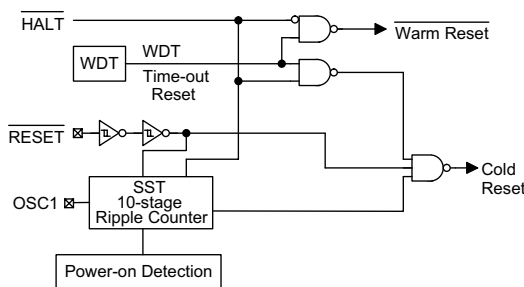 HALT
WDT
WDT
Time-out
Reset
Warm Reset
RESET
OSC1
SST
10-stage
Ripple Counter
Cold
Reset
Power-on Detection